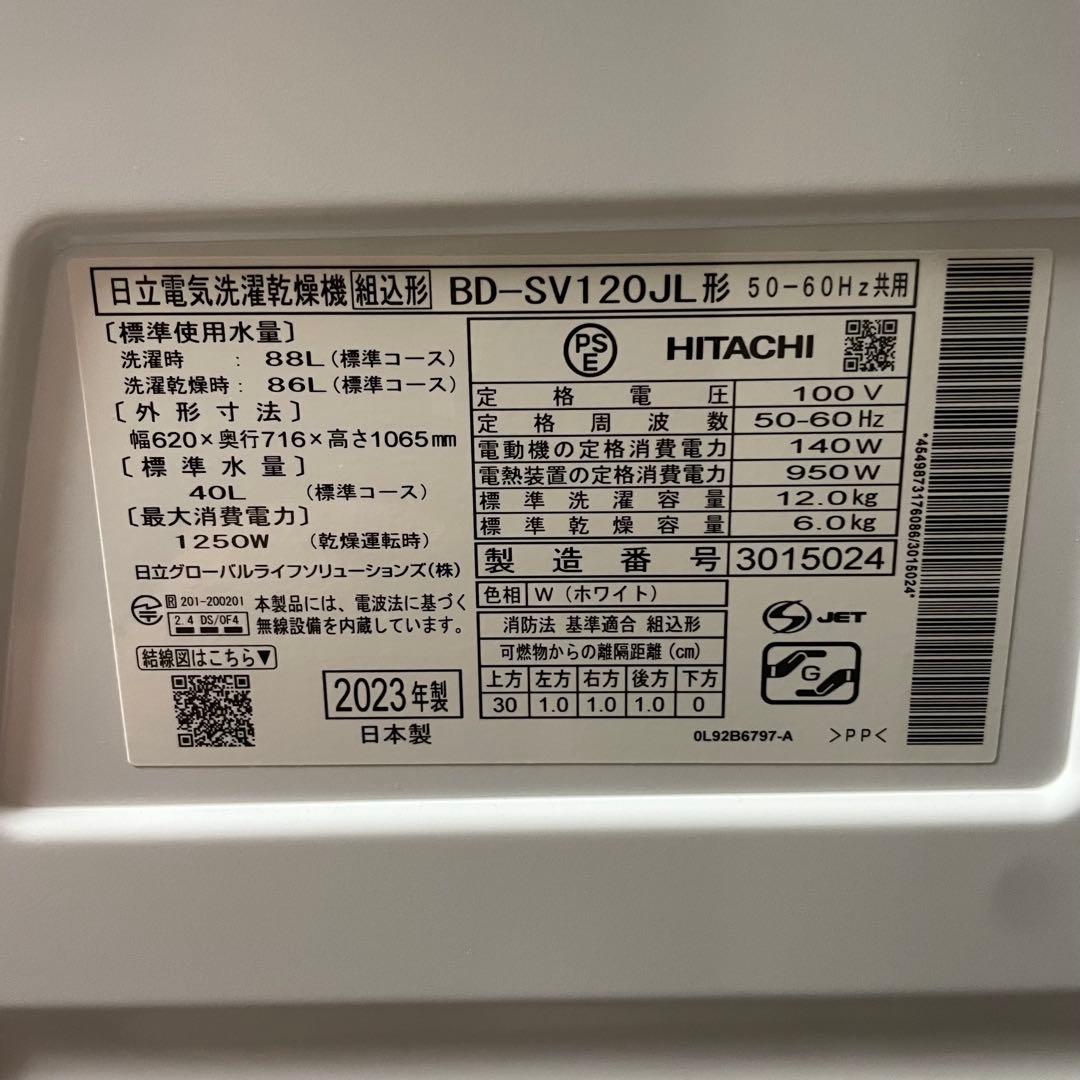 日立電気洗濯乾燥機 組込形 BD-SV120JL形 50-60Hz共用
〔標準使用水量〕
洗濯時 : 88L(標準コース)
洗濯乾燥時: 86L(標準コース)
〔外形寸法〕
幅620×奥行716×高さ1065mm
〔標準水量〕
40L (標準コース)
〔最大消費電力〕
1250W (乾燥運転時)
日立グローバルライフソリューションズ(株)
R 201-200201
2.4 DS/OF4
本製品には、電波法に基づく
無線設備を内蔵しています。
結線図はこちら▼
2023年製
日本製
PSE HITACHI
定格電圧 100V
定格周波数 50-60Hz
電動機の定格消費電力 140W
電熱装置の定格消費電力 950W
標準洗濯容量 12.0kg
標準乾燥容量 6.0kg
製造番号 3015024
色相 W(ホワイト)
消防法 基準適合 組込形
可燃物からの離隔距離(cm)
上方 左方 右方 後方 下方
30 1.0 1.0 1.0 0
S JET
G
0L92B6797-A >PP<
*4549873176086/3015024*